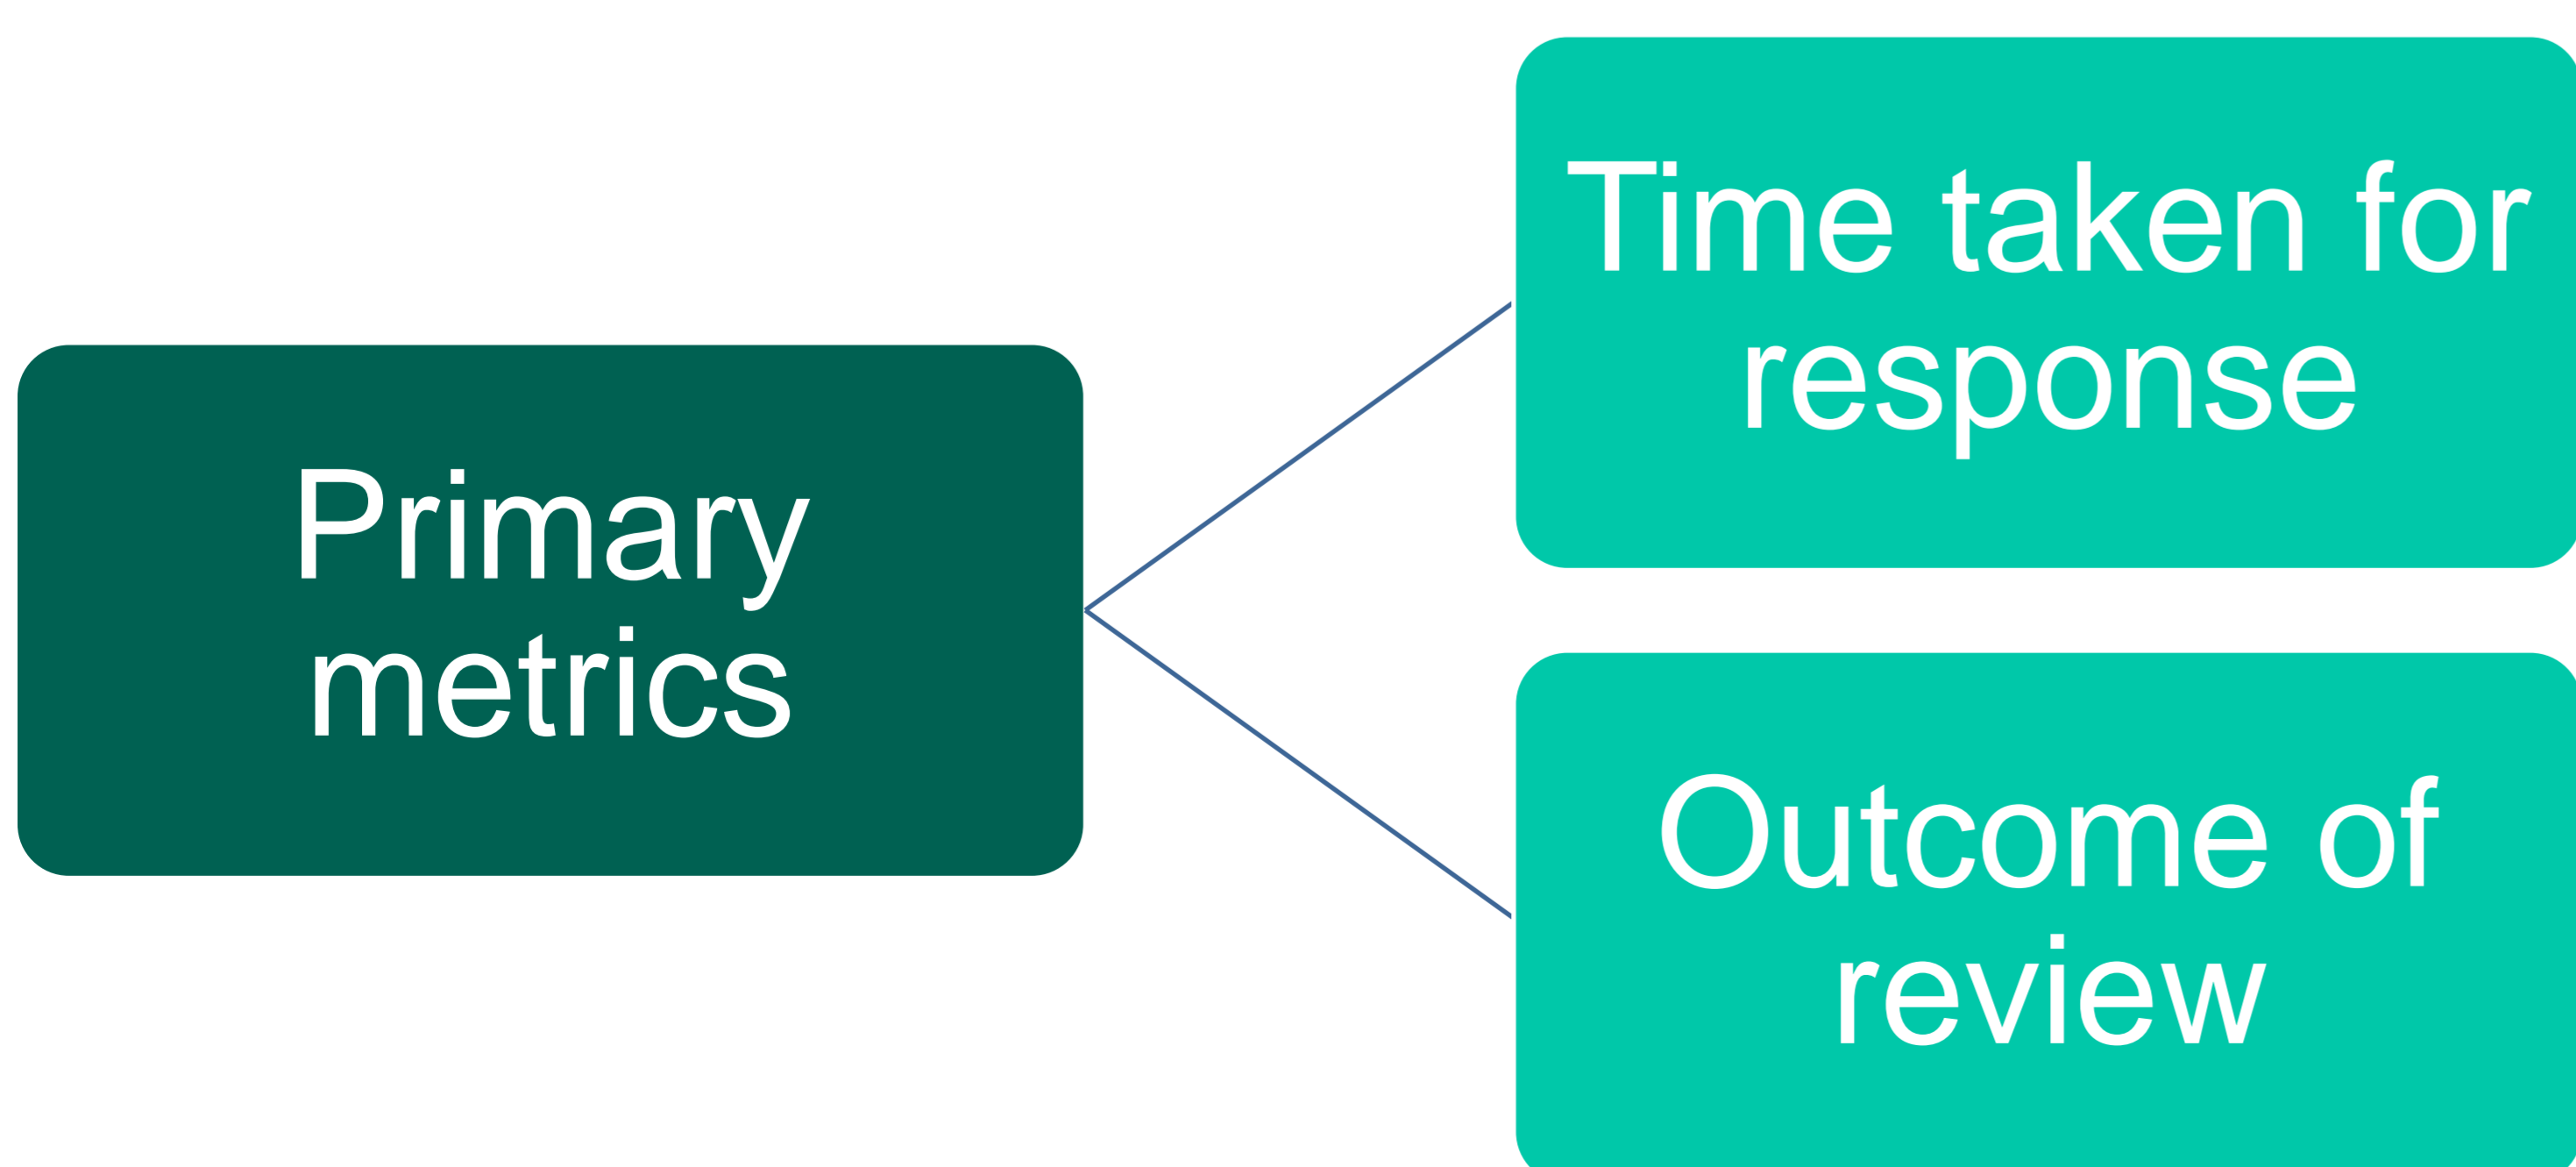 Primary
metrics
Time taken for
response
Outcome of
review